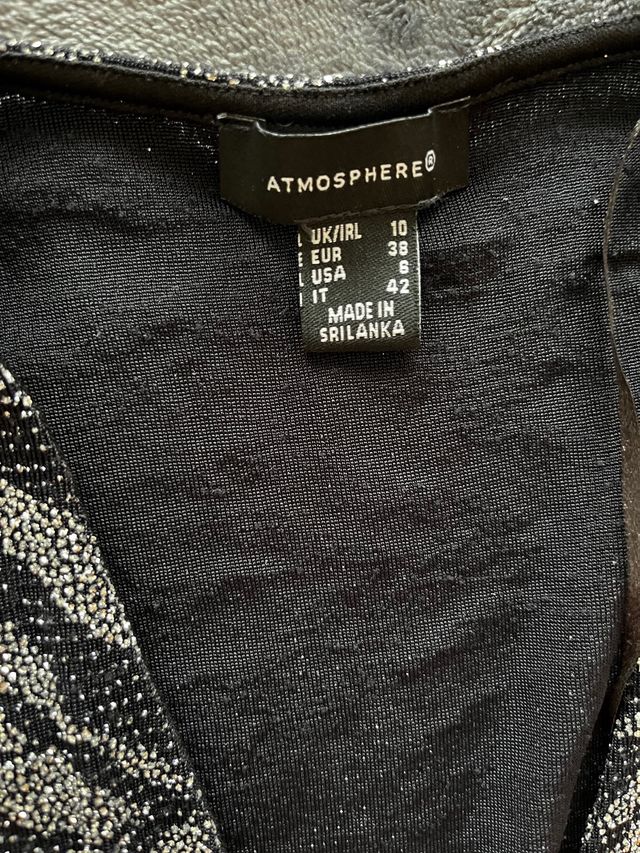 ATMOSPHERE®
UK/IRL 10
EUR 38
USA 6
IT 42
MADE IN
SRILANKA